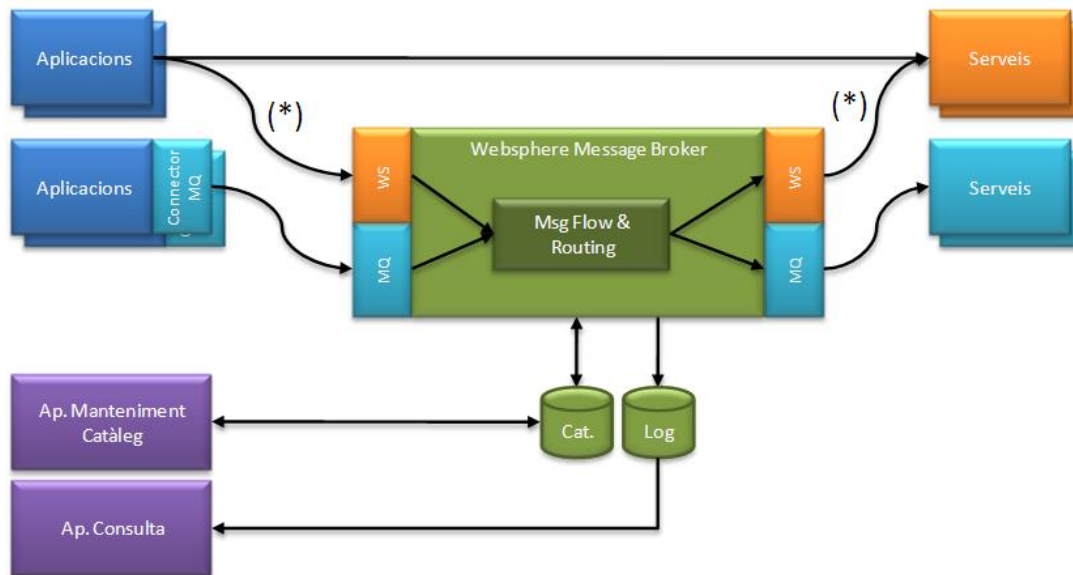 Aplicacions
Serveis
(*)
(*)
Websphere Message Broker
WS
WS
Aplicacions
Connector
MQ
Serveis
Msg Flow &
Routing
MQ
MQ
Ap. Manteniment
Catàleg
Cat.
Log
Ap. Consulta